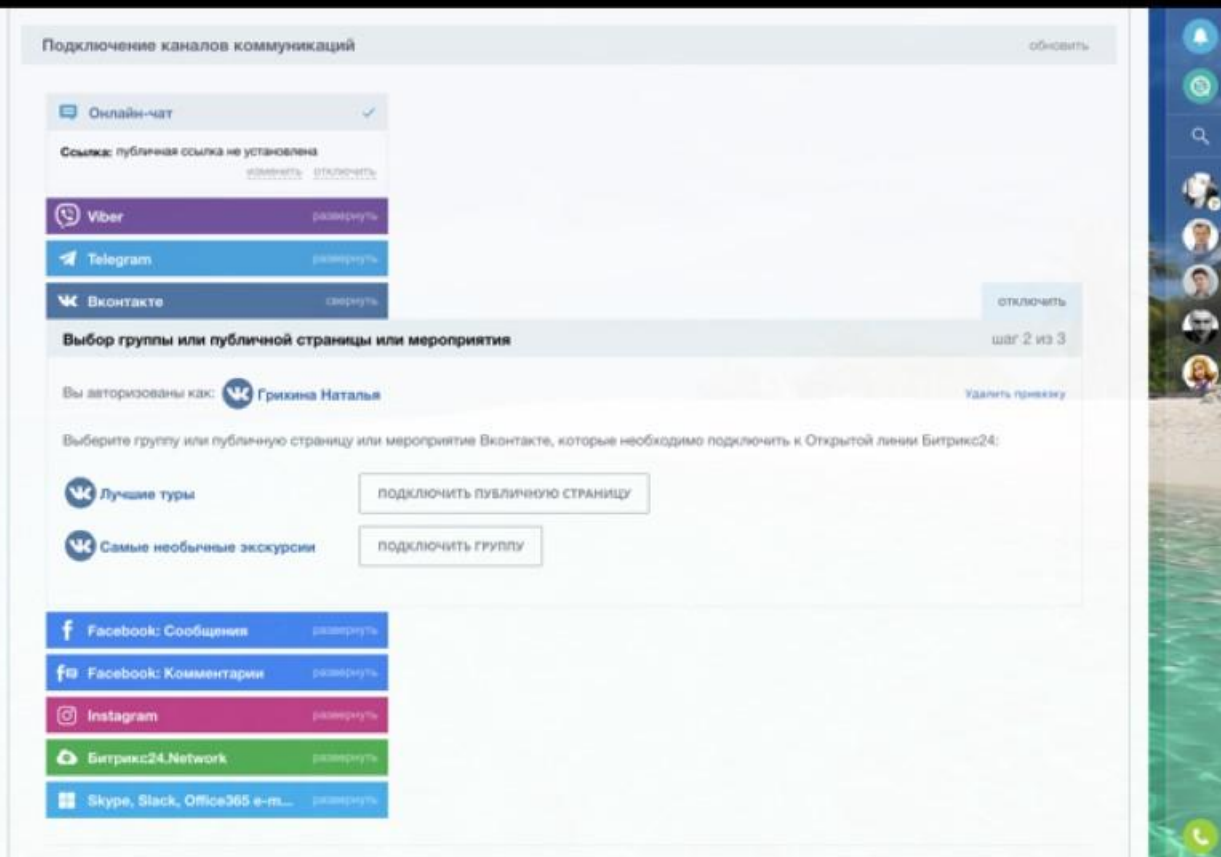 Подключение каналов коммуникаций обновить
Онлайн-чат
Ссылка: публичная ссылка не установлена
изменить отключить
Viber развернуть
Telegram развернуть
Вконтакте свернуть отключить
Выбор группы или публичной страницы или мероприятия шаг 2 из 3
Вы авторизованы как: Грихина Наталья Удалить привязку
Выберите группу или публичную страницу или мероприятие Вконтакте, которые необходимо подключить к Открытой линии Битрикс24:
Лучшие туры ПОДКЛЮЧИТЬ ПУБЛИЧНУЮ СТРАНИЦУ
Самые необычные экскурсии ПОДКЛЮЧИТЬ ГРУППУ
Facebook: Сообщения развернуть
Facebook: Комментарии развернуть
Instagram развернуть
Битрикс24.Network развернуть
Skype, Slack, Office365 e-m... развернуть